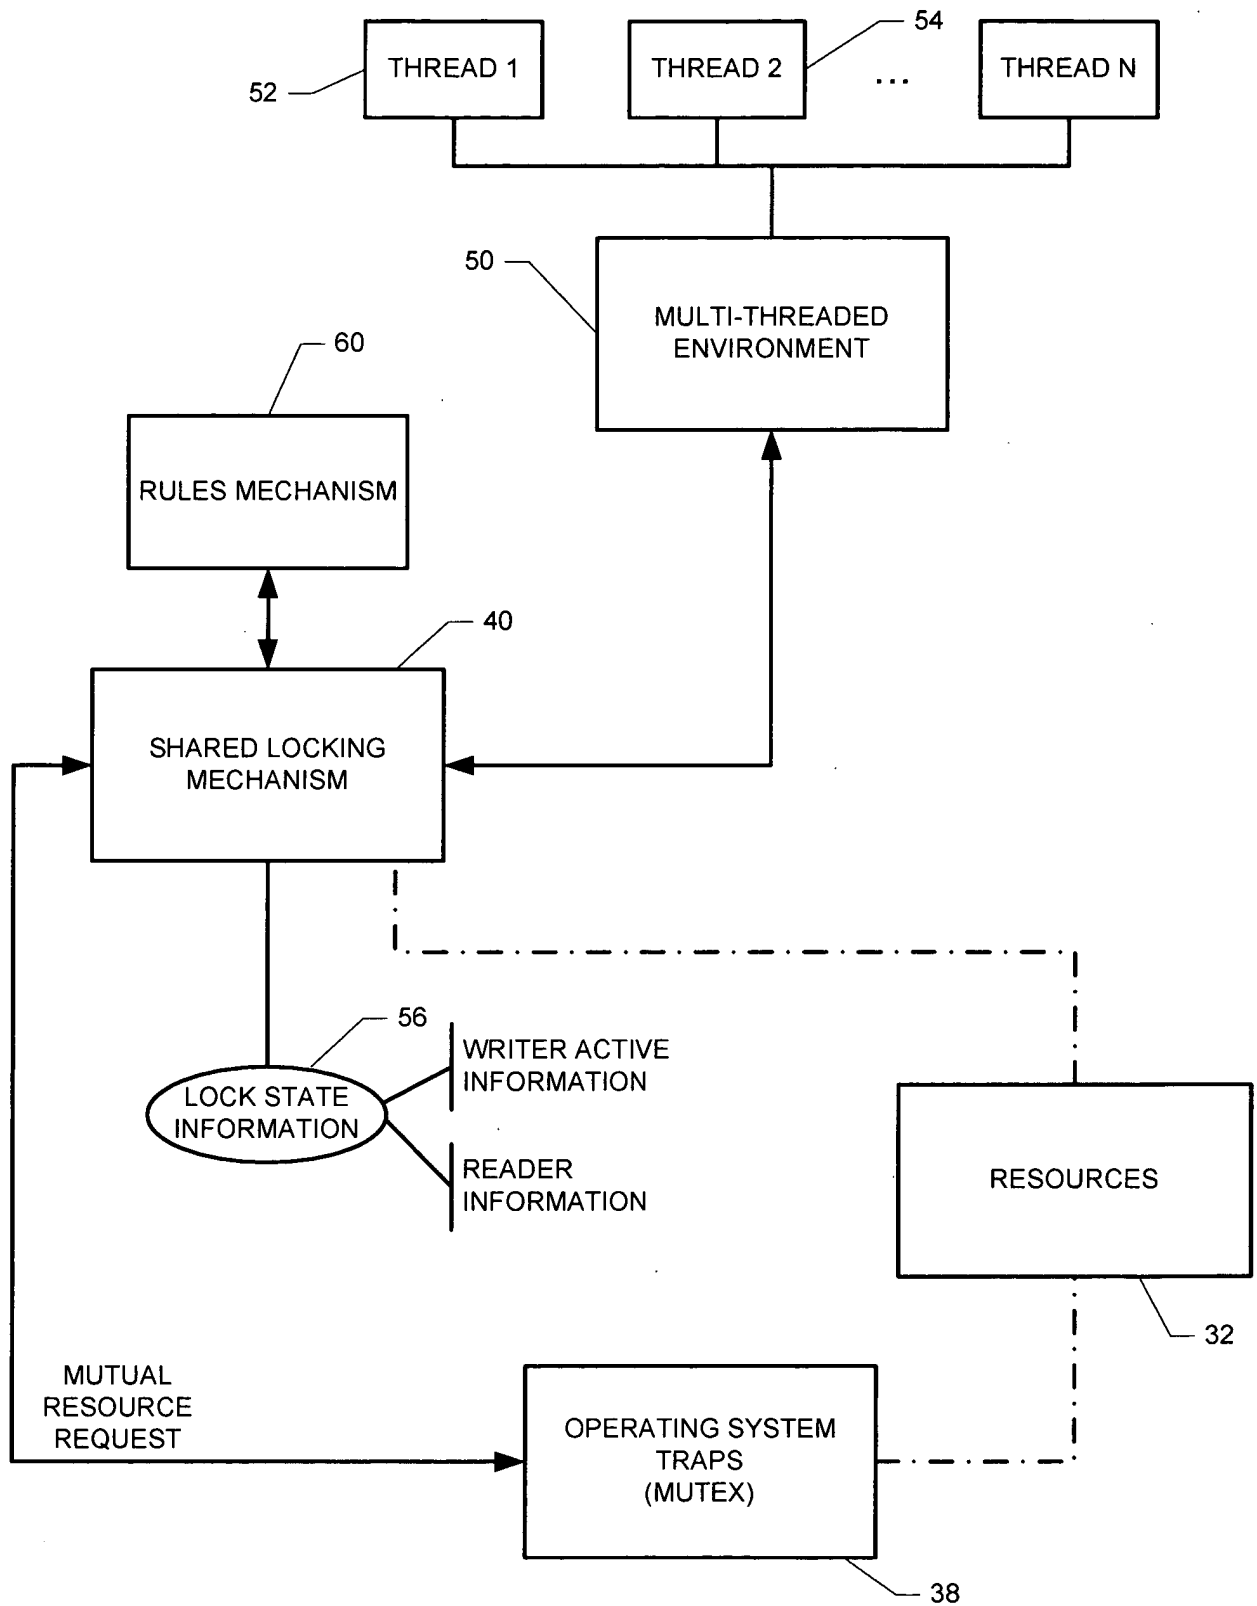 54
THREAD 1
THREAD 2
...
THREAD N
52
50
MULTI-THREADED
ENVIRONMENT
60
RULES MECHANISM
40
SHARED LOCKING
MECHANISM
56
WRITER ACTIVE
INFORMATION
LOCK STATE
INFORMATION
READER
INFORMATION
RESOURCES
32
MUTUAL
RESOURCE
REQUEST
OPERATING SYSTEM
TRAPS
(MUTEX)
38